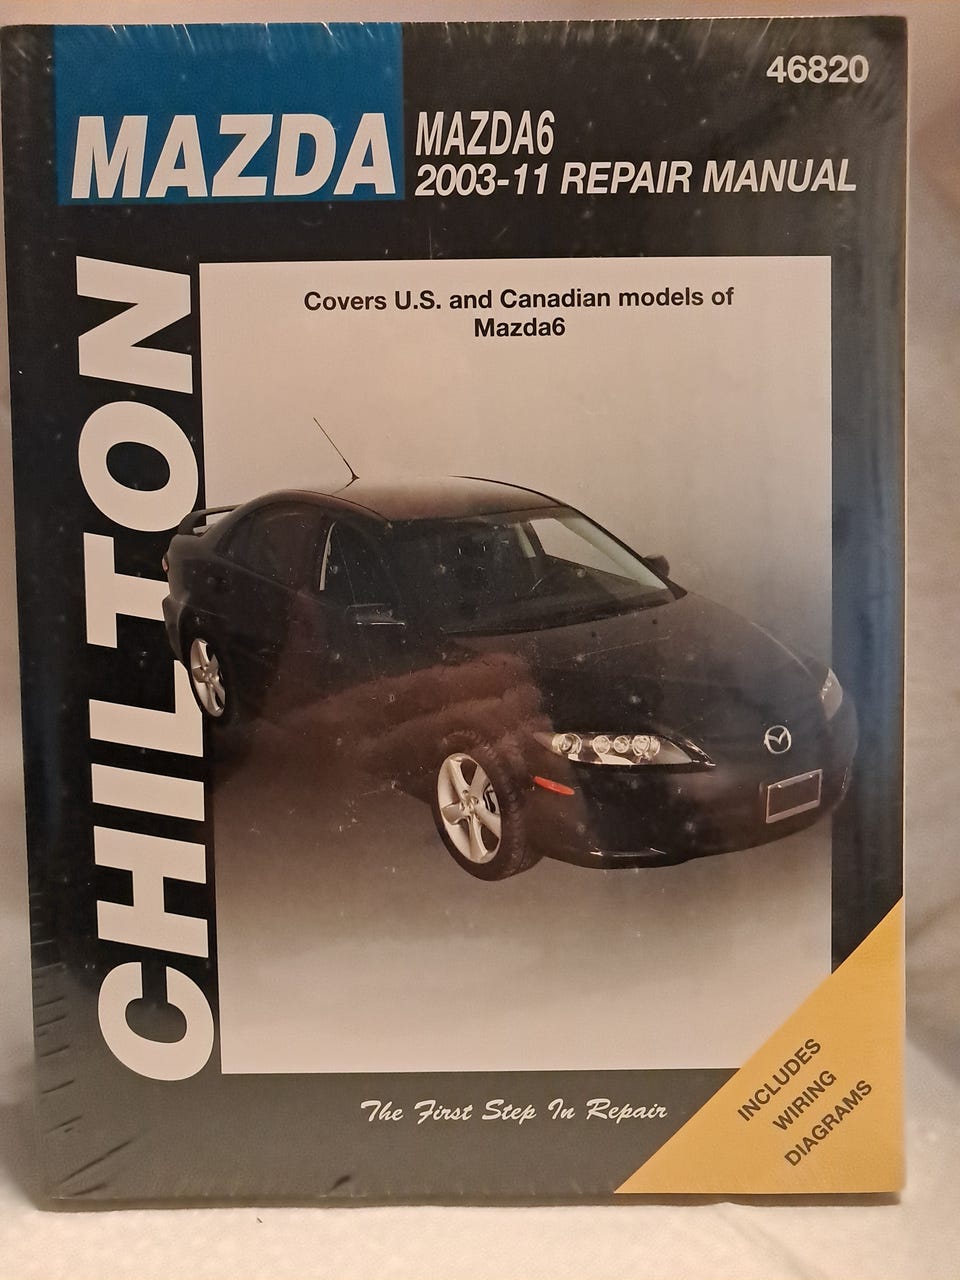 46820
MAZDA
MAZDA6
2003-11 REPAIR MANUAL
CHILTON
Covers U.S. and Canadian models of
Mazda6
The First Step In Repair
INCLUDES
WIRING
DIAGRAMS